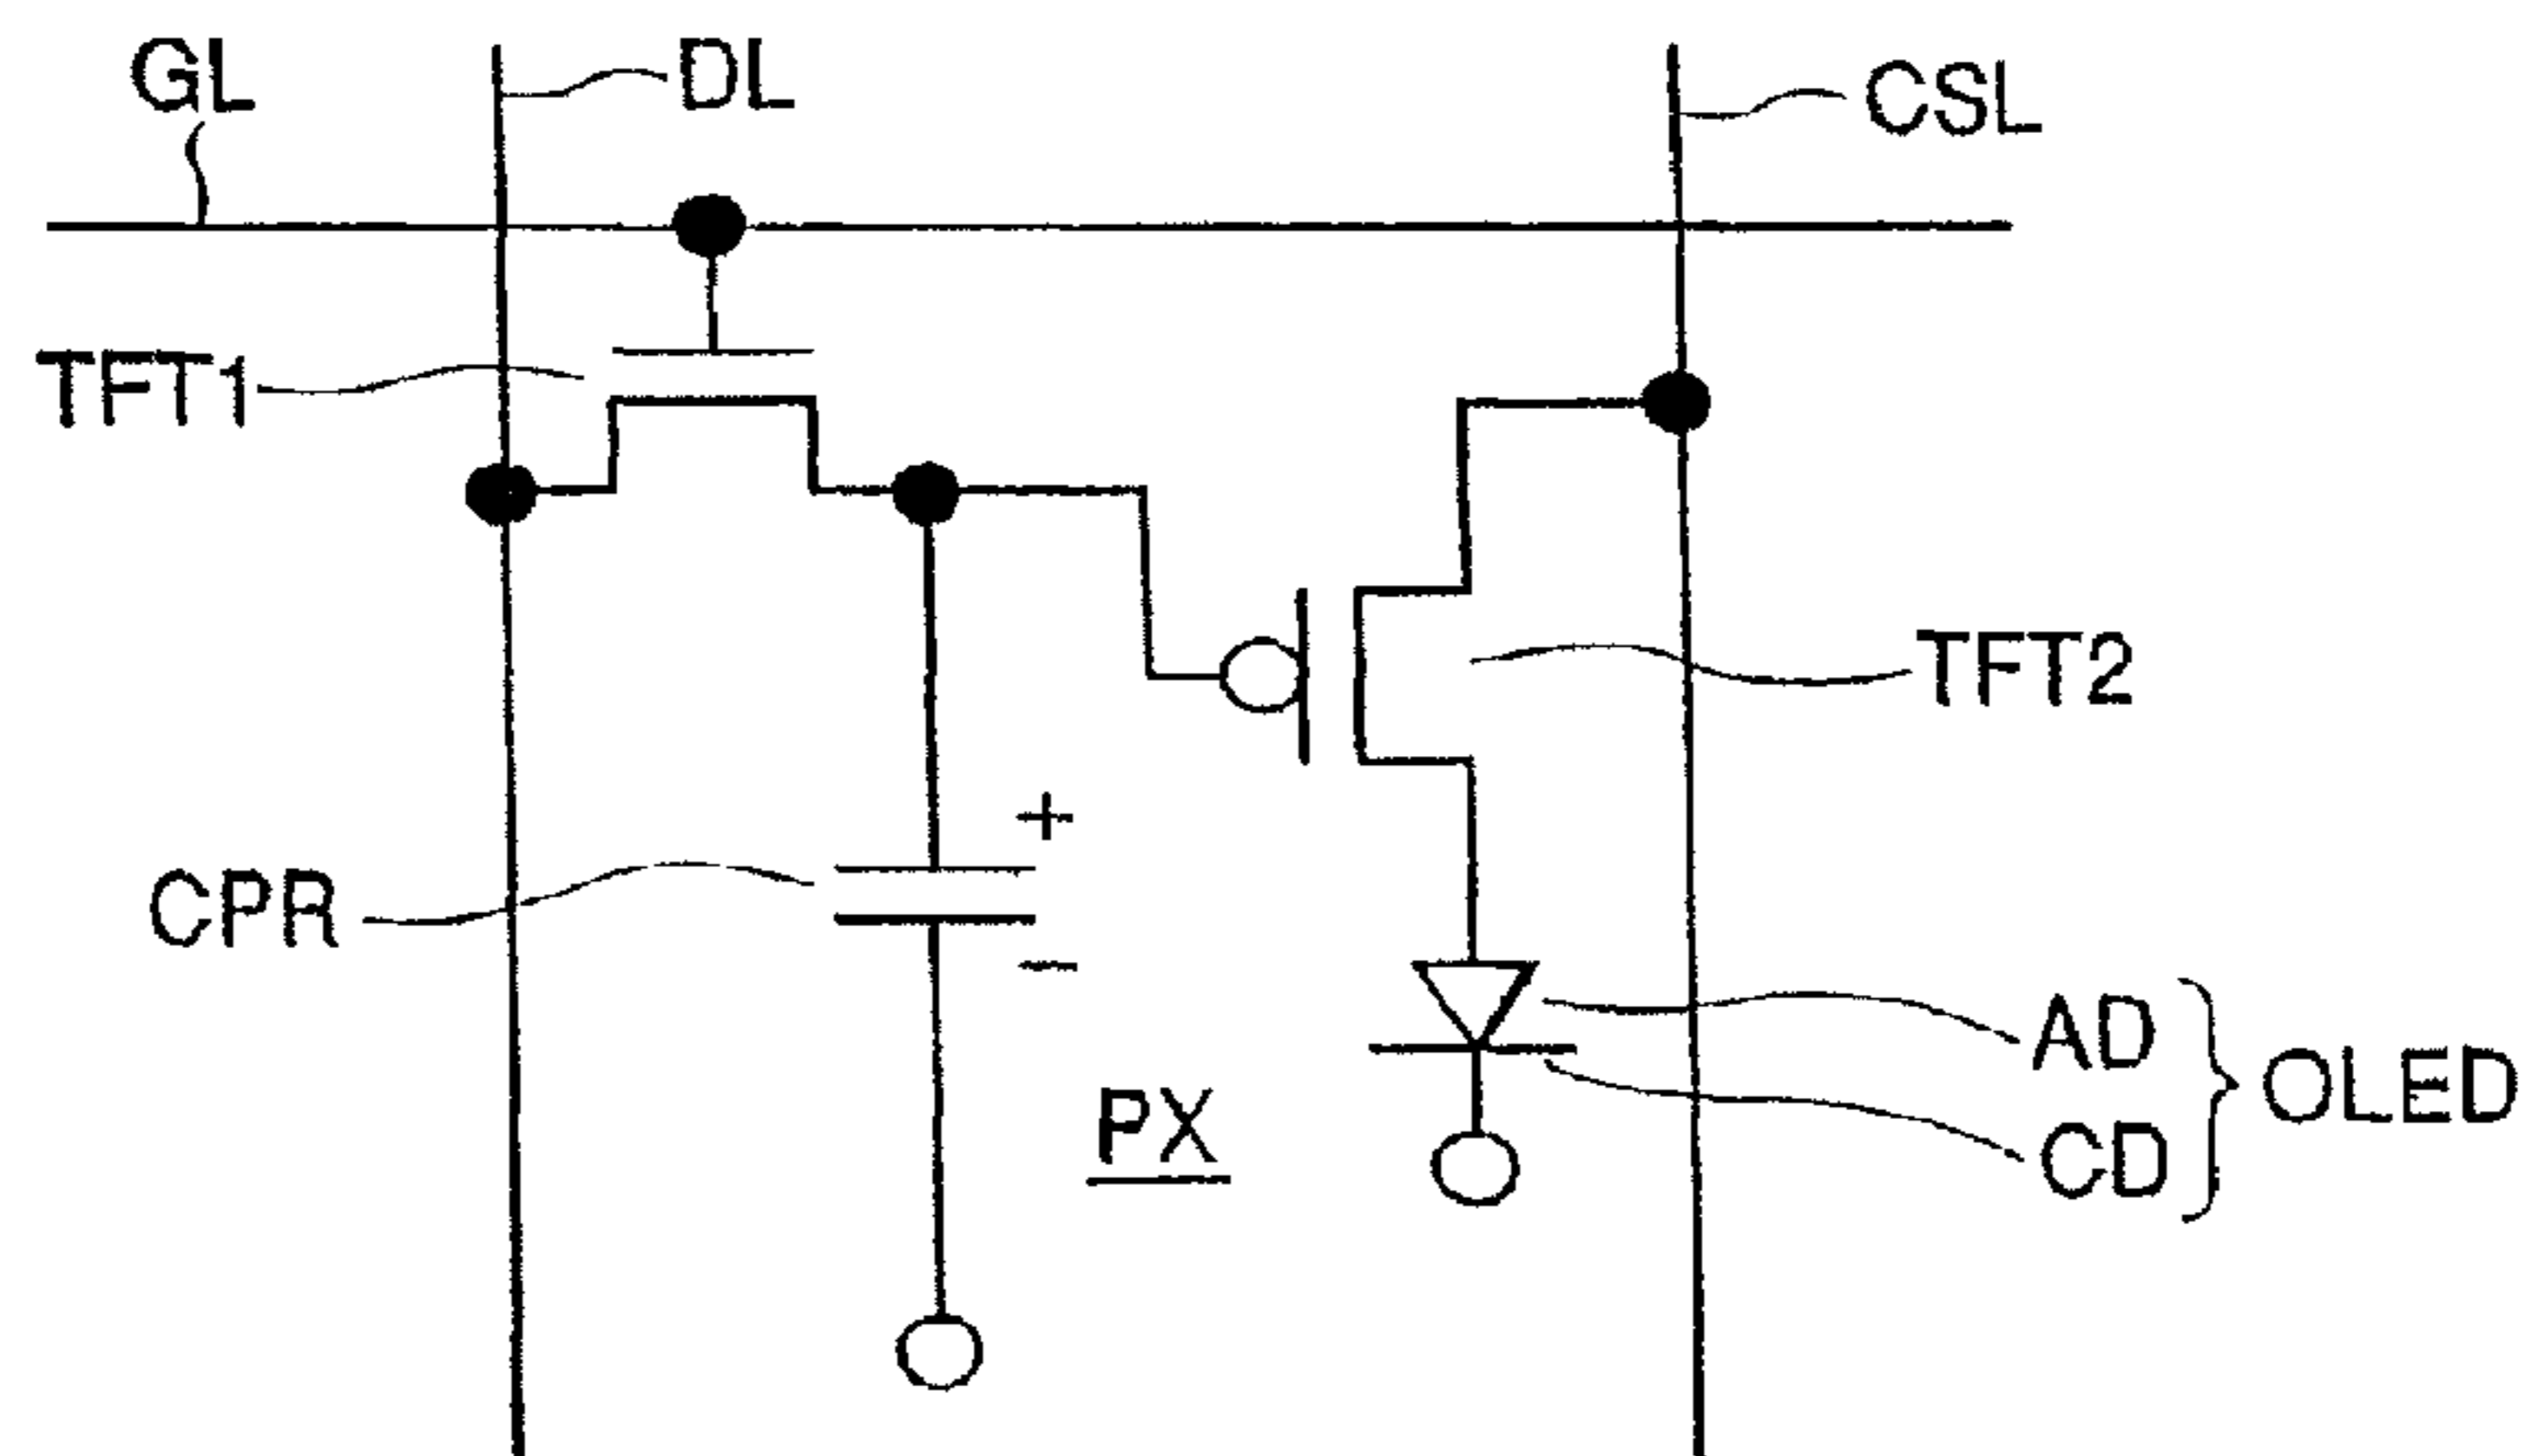 GL
DL
CSL
TFT1
TFT2
+
CPR
−
AD
OLED
PX
CD